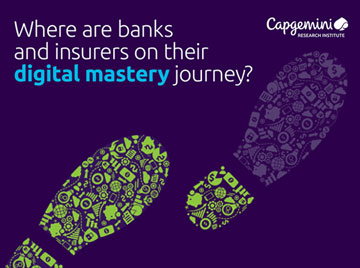 Where are banks
and insurers on their
digital mastery journey?
Capgemini
RESEARCH INSTITUTE